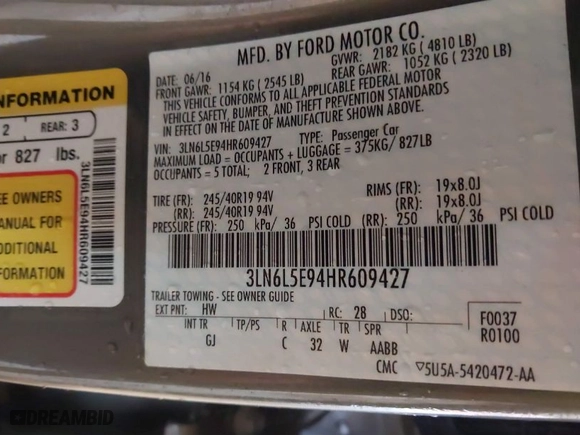 NFORMATION
2 REAR: 3
or 827 lbs.
EE OWNERS
ANUAL FOR
DDITIONAL
FORMATION
3LN6L5E94HR609427
MFD. BY FORD MOTOR CO.
DATE: 06/16 GVWR: 2182 KG ( 4810 LB)
FRONT GAWR: 1154 KG ( 2545 LB) REAR GAWR: 1052 KG ( 2320 LB)
THIS VEHICLE CONFORMS TO ALL APPLICABLE FEDERAL MOTOR
VEHICLE SAFETY, BUMPER, AND THEFT PREVENTION STANDARDS
IN EFFECT ON THE DATE OF MANUFACTURE SHOWN ABOVE.
VIN: 3LN6L5E94HR609427 TYPE: Passenger Car
MAXIMUM LOAD = OCCUPANTS + LUGGAGE = 375KG/ 827LB
OCCUPANTS = 5 TOTAL; 2 FRONT, 3 REAR
TIRE (FR): 245/40R19 94V RIMS (FR): 19x8.0J
(RR): 245/40R19 94V (RR): 19x8.0J
PRESSURE (FR): 250 kPa/ 36 PSI COLD (RR): 250 kPa/ 36 PSI COLD
3LN6L5E94HR609427
TRAILER TOWING - SEE OWNER GUIDE
EXT PNT: HW RC: 28 DSO: F0037
INT TR TP/PS R AXLE TR SPR R0100
GJ C 32 W AABB
CMC ▽5U5A-5420472-AA
DREAMBID